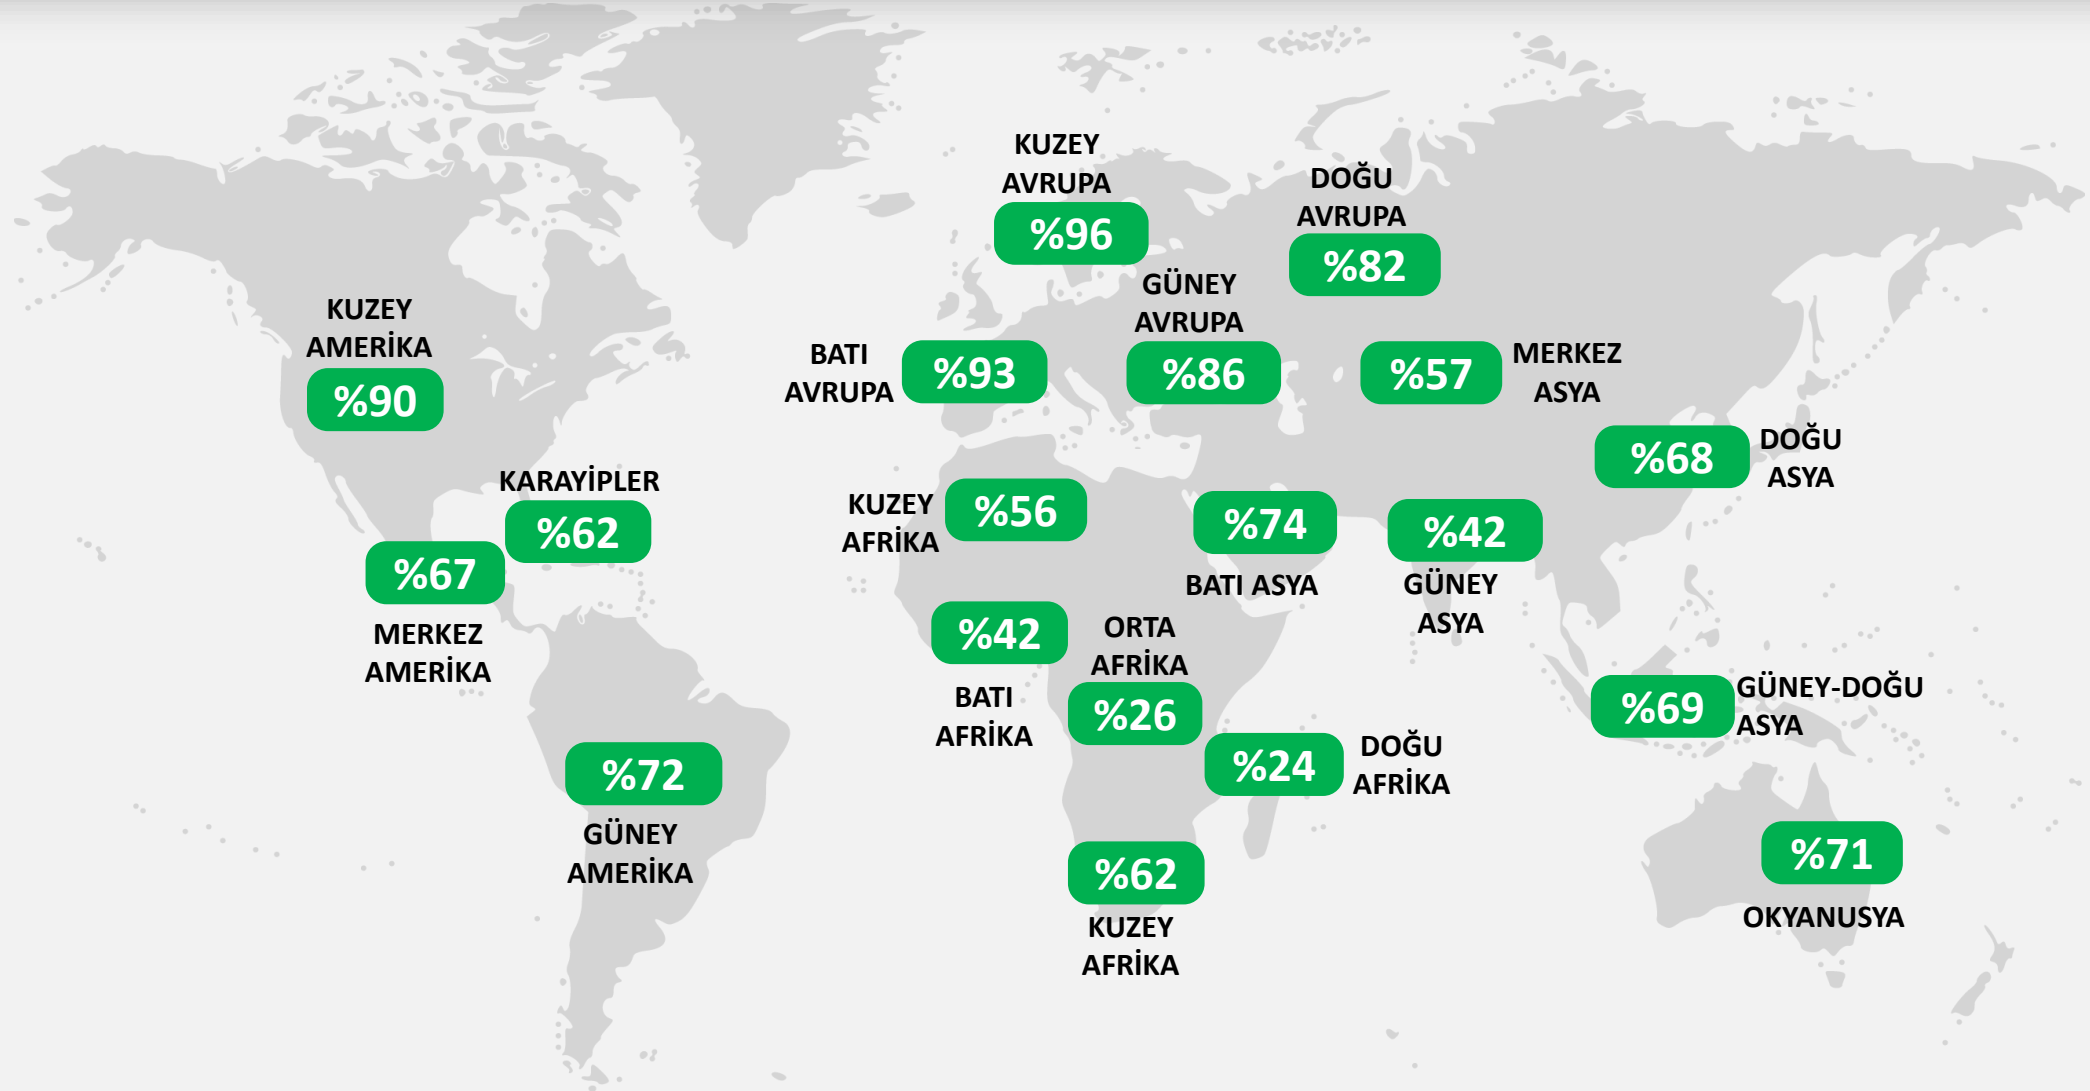 KUZEY
AVRUPA
%96
DOĞU
AVRUPA
%82
GÜNEY
AVRUPA
%86
KUZEY
AMERİKA
%90
BATI
AVRUPA
%93
%57
MERKEZ
ASYA
%68
DOĞU
ASYA
KARAYİPLER
%62
%67
MERKEZ
AMERİKA
KUZEY
AFRİKA
%56
%74
BATI ASYA
%42
GÜNEY
ASYA
%42
BATI
AFRİKA
ORTA
AFRİKA
%26
%69
GÜNEY-DOĞU
ASYA
%24
DOĞU
AFRİKA
%72
GÜNEY
AMERİKA
%62
KUZEY
AFRİKA
%71
OKYANUSYA